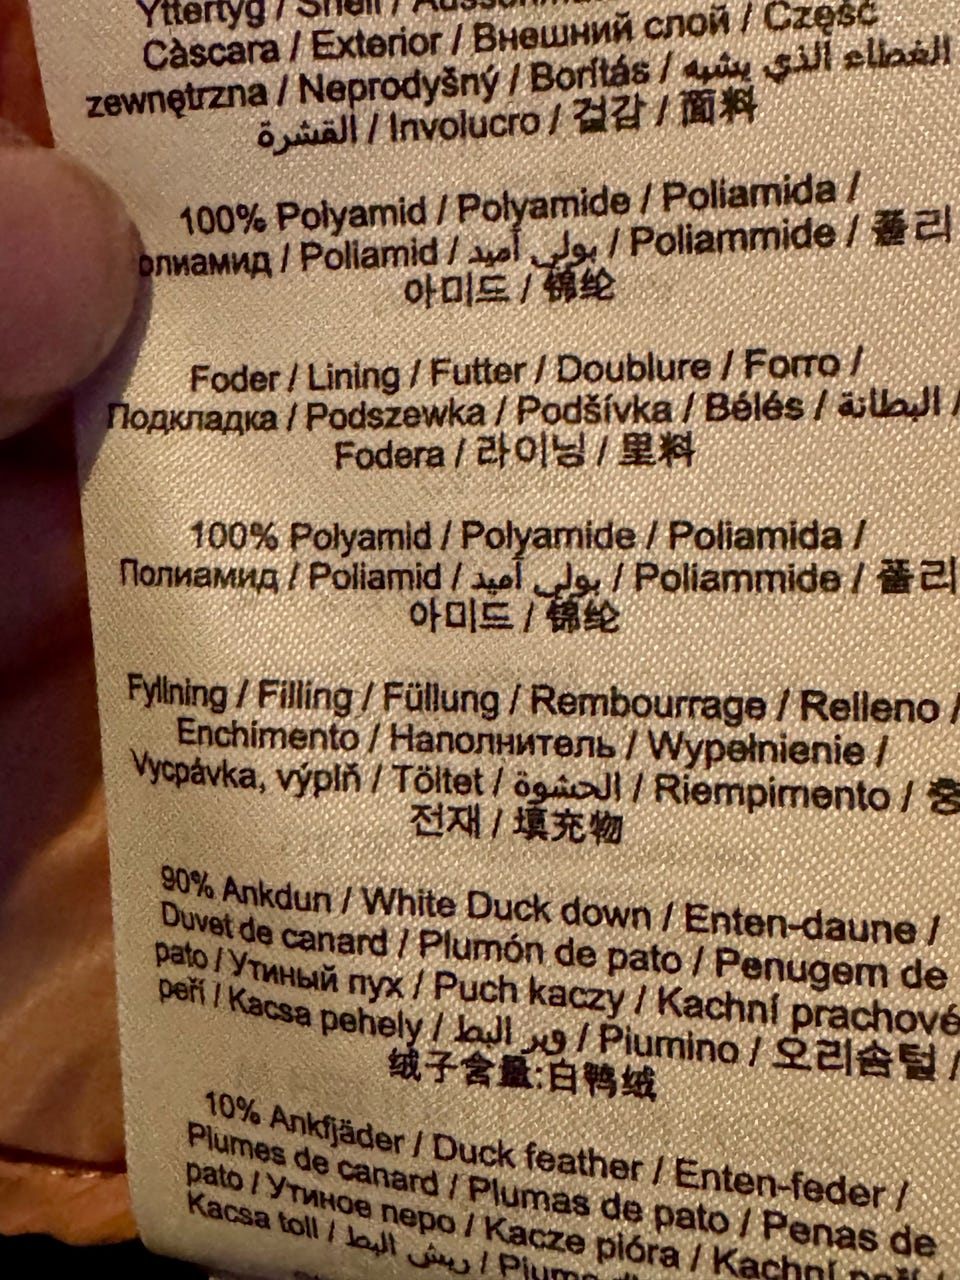 Yttertyg / Shell /
Càscara / Exterior / Внешний слой / Część
zewnętrzna / Neprodyšný / Borítás / الغطاء الذي يشبه
القشرة / Involucro / 겉감 / 面料
100% Polyamid / Polyamide / Poliamida /
олиамид / Poliamid / بولي أميد / Poliammide / 폴리
아미드 / 锦纶
Foder / Lining / Futter / Doublure / Forro /
Подкладка / Podszewka / Podšívka / Bélés / البطانة /
Fodera / 라이닝 / 里料
100% Polyamid / Polyamide / Poliamida /
Полиамид / Poliamid / بولي أميد / Poliammide / 폴리
아미드 / 锦纶
Fyllning / Filling / Füllung / Rembourrage / Relleno /
Enchimento / Наполнитель / Wypełnienie /
Vycpávka, výplň / Töltet / الحشوة / Riempimento / 충
전재 / 填充物
90% Ankdun / White Duck down / Enten-daune /
Duvet de canard / Plumón de pato / Penugem de
pato / Утиный пух / Puch kaczy / Kachní prachové
peří / Kacsa pehely / وبر البط / Piumino / 오리솜털 /
绒子含量:白鸭绒
10% Ankfjäder / Duck feather / Enten-feder /
Plumes de canard / Plumas de pato / Penas de
pato / Утиное перо / Kacze pióra / Kachní peří /
Kacsa toll / ريش البط /